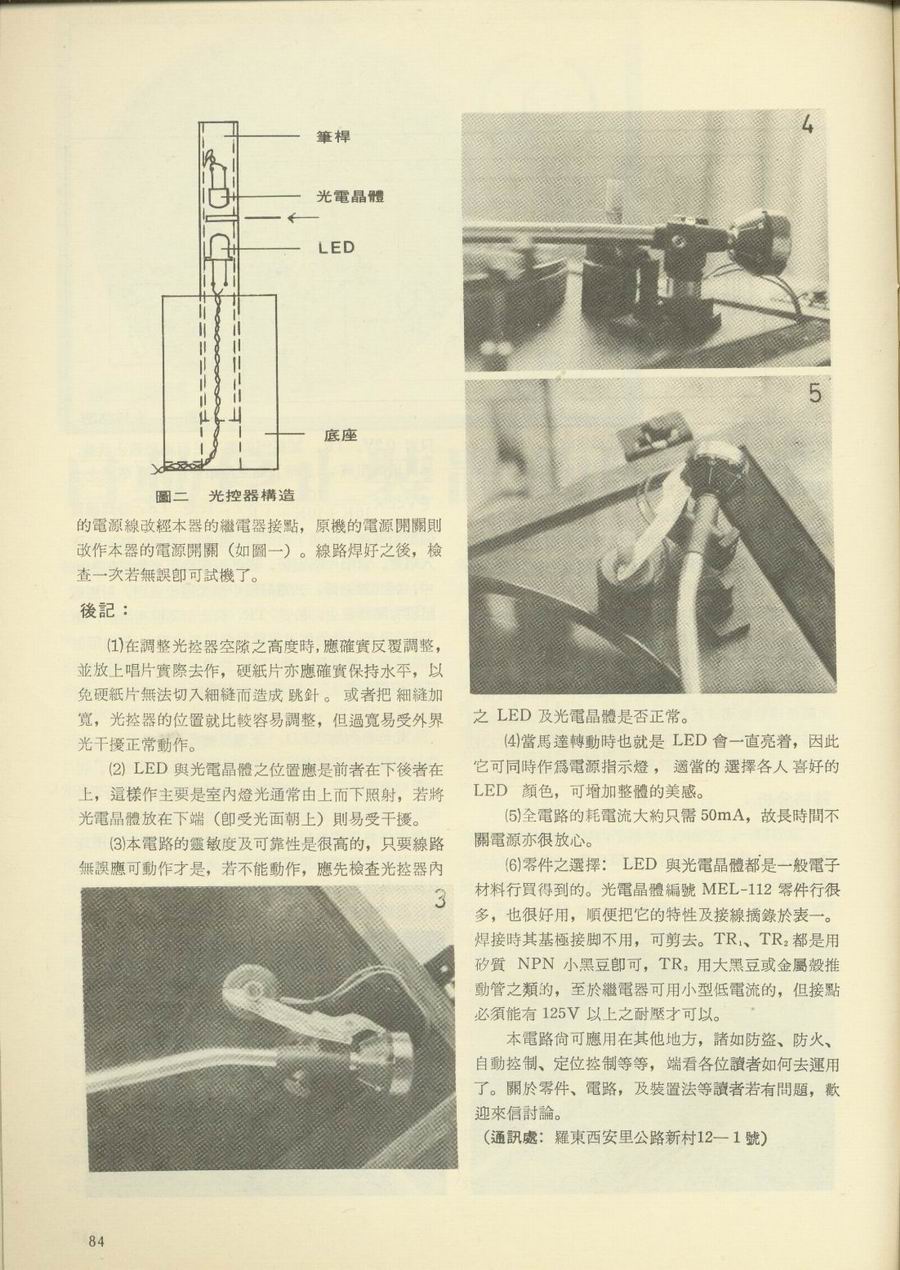 筆桿
光電晶體
LED
底座
圖二　光控器構造
的電源線改經本器的繼電器接點，原機的電源開關則
改作本器的電源開關（如圖一）。線路焊好之後，檢
查一次若無誤卽可試機了。
後記：
⑴在調整光控器空隙之高度時，應確實反覆調整，
並放上唱片實際去作，硬紙片亦應確實保持水平，以
免硬紙片無法切入細縫而造成 跳針 。 或者把 細縫加
寬，光控器的位置就比較容易調整，但過寬易受外界
光干擾正常動作。
⑵ LED 與光電晶體之位置應是前者在下後者在
上，這樣作主要是室內燈光通常由上而下照射，若將
光電晶體放在下端（卽受光面朝上）則易受干擾。
⑶本電路的靈敏度及可靠性是很高的，只要線路
無誤應可動作才是，若不能動作，應先檢查光控器內
3
4
5
之 LED 及光電晶體是否正常。
⑷當馬達轉動時也就是 LED 會一直亮着，因此
它可同時作爲電源指示燈 ， 適當的 選擇各人 喜好的
LED 顏色，可增加整體的美感。
⑸全電路的耗電流大約只需 50mA，故長時間不
關電源亦很放心。
⑹零件之選擇： LED 與光電晶體都是一般電子
材料行買得到的。光電晶體編號 MEL-112 零件行很
多，也很好用，順便把它的特性及接線摘錄於表一。
焊接時其基極接脚不用，可剪去。TR₁、TR₂ 都是用
矽質 NPN 小黑豆卽可，TR₃ 用大黑豆或金屬殼推
動管之類的，至於繼電器可用小型低電流的，但接點
必須能有 125V 以上之耐壓才可以。
本電路尙可應用在其他地方，諸如防盜、防火、
自動控制、定位控制等等，端看各位讀者如何去運用
了。關於零件、電路，及裝置法等讀者若有問題，歡
迎來信討論。
（通訊處：羅東西安里公路新村12—1號）
84